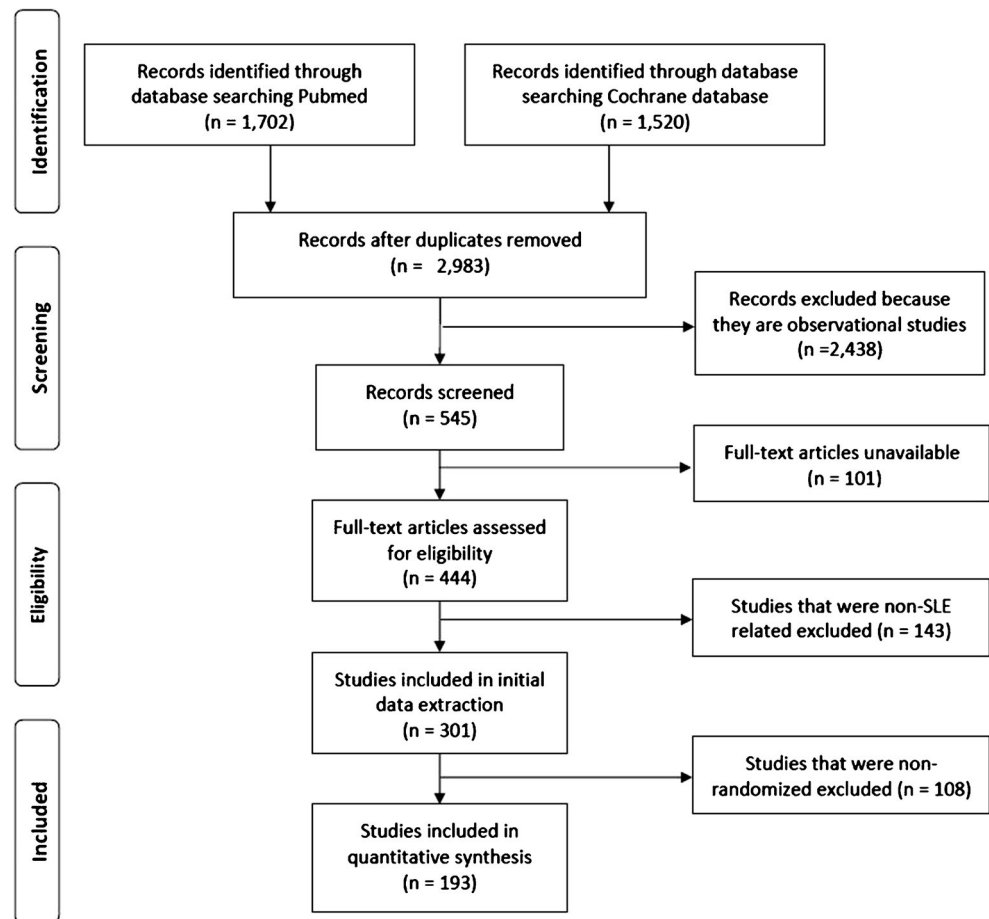 Identification
Records identified through
database searching Pubmed
(n = 1,702)
Records identified through database
searching Cochrane database
(n = 1,520)
Records after duplicates removed
(n = 2,983)
Screening
Records excluded because
they are observational studies
(n =2,438)
Records screened
(n = 545)
Full-text articles unavailable
(n = 101)
Eligibility
Full-text articles assessed
for eligibility
(n = 444)
Studies that were non-SLE
related excluded (n = 143)
Studies included in initial
data extraction
(n = 301)
Included
Studies that were non-
randomized excluded (n = 108)
Studies included in
quantitative synthesis
(n = 193)